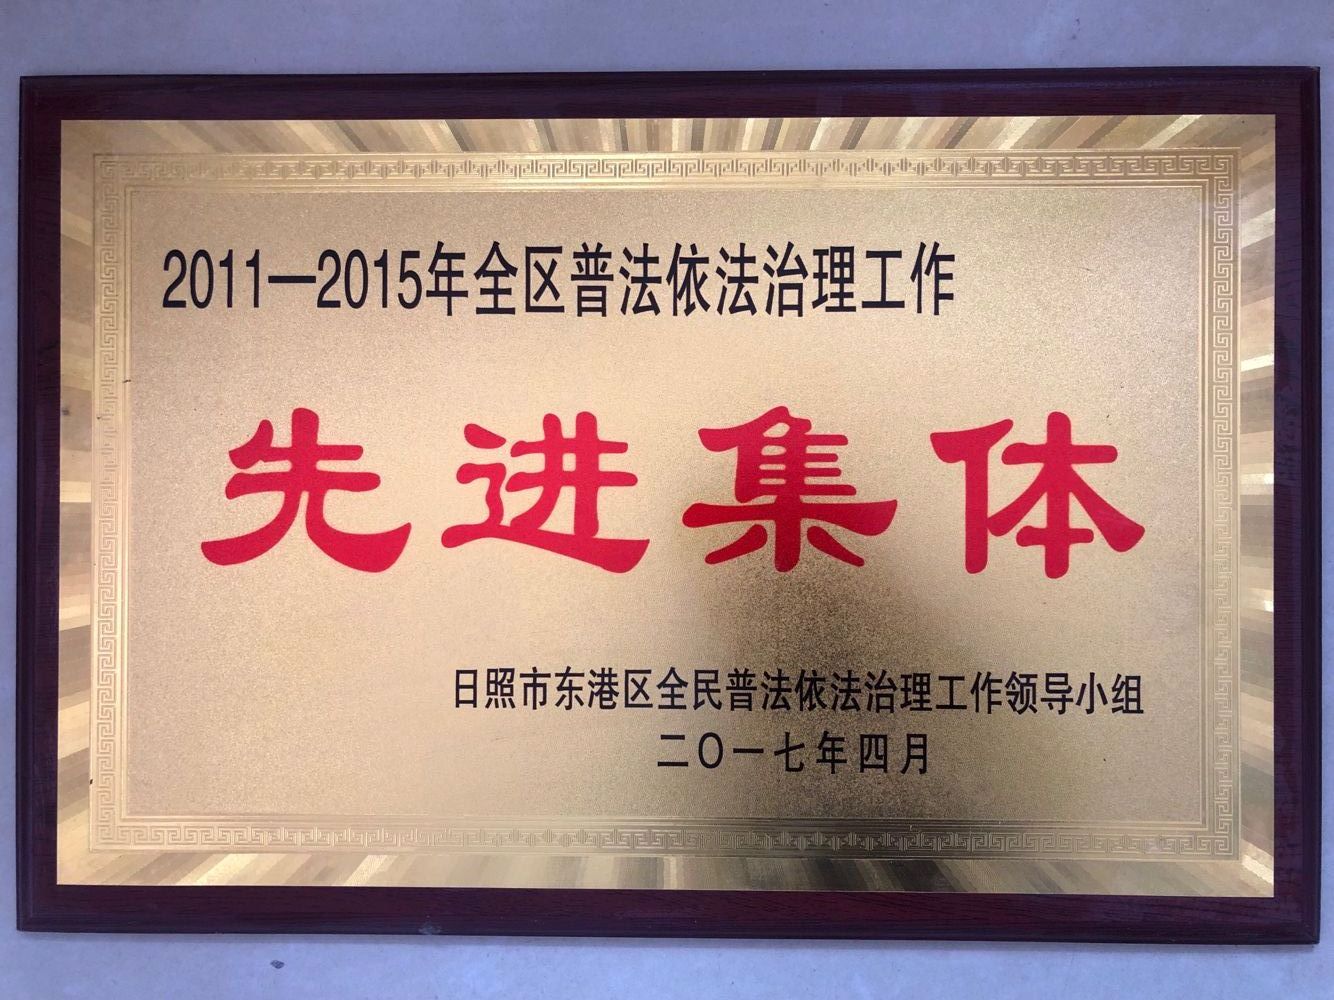 2011—2015年全区普法依法治理工作
先进集体
日照市东港区全民普法依法治理工作领导小组
二〇一七年四月